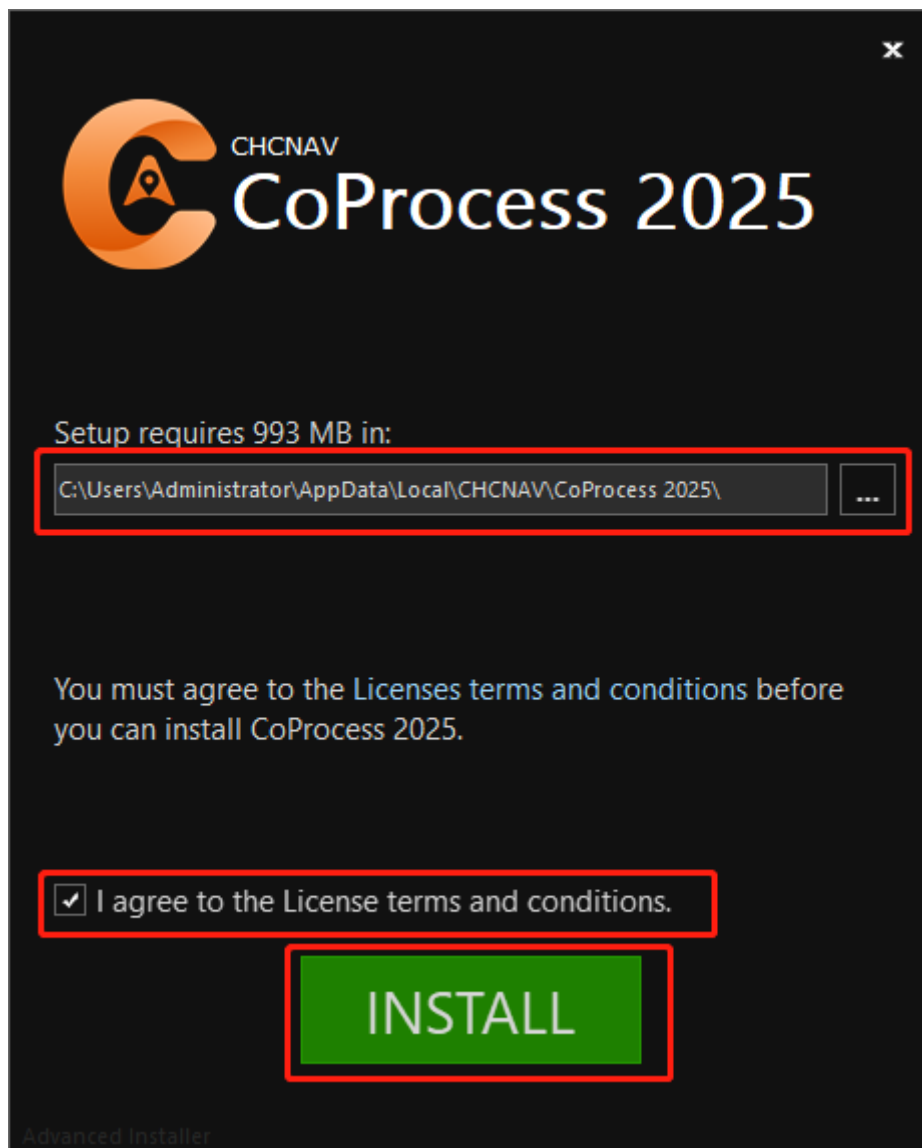 CHCNAV
CoProcess 2025
Setup requires 993 MB in:
C:\Users\Administrator\AppData\Local\CHCNAV\CoProcess 2025\
...
You must agree to the Licenses terms and conditions before
you can install CoProcess 2025.
I agree to the License terms and conditions.
INSTALL
Advanced Installer